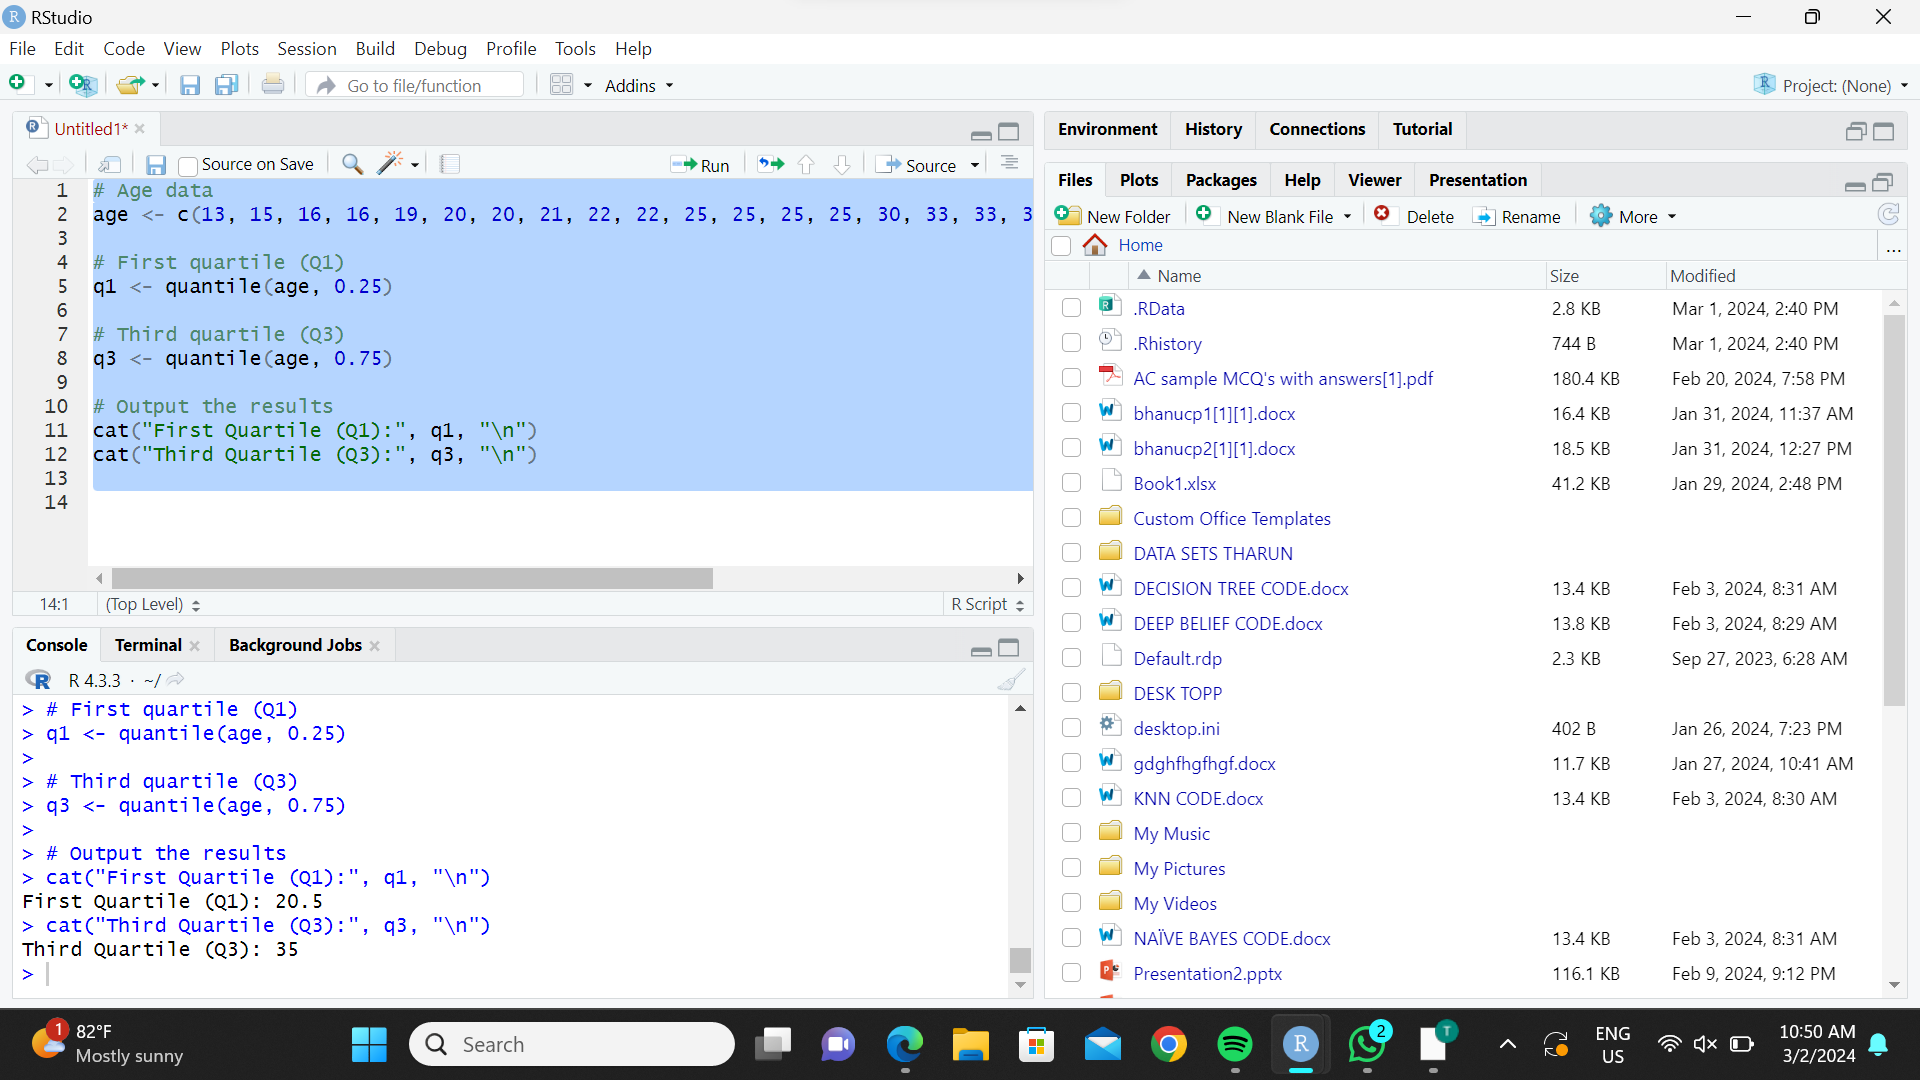 RStudio
File Edit Code View Plots Session Build Debug Profile Tools Help
Go to file/function Addins Project: (None)
Untitled1*
Source on Save Run Source
1 # Age data
2 age <- c(13, 15, 16, 16, 19, 20, 20, 21, 22, 22, 25, 25, 25, 25, 30, 33, 33, 3
3
4 # First quartile (Q1)
5 q1 <- quantile(age, 0.25)
6
7 # Third quartile (Q3)
8 q3 <- quantile(age, 0.75)
9
10 # Output the results
11 cat("First Quartile (Q1):", q1, "\n")
12 cat("Third Quartile (Q3):", q3, "\n")
13
14
14:1 (Top Level) R Script
Console Terminal Background Jobs
R 4.3.3 · ~/
> # First quartile (Q1)
> q1 <- quantile(age, 0.25)
>
> # Third quartile (Q3)
> q3 <- quantile(age, 0.75)
>
> # Output the results
> cat("First Quartile (Q1):", q1, "\n")
First Quartile (Q1): 20.5
> cat("Third Quartile (Q3):", q3, "\n")
Third Quartile (Q3): 35
>
Environment History Connections Tutorial
Files Plots Packages Help Viewer Presentation
New Folder New Blank File Delete Rename More
Home ...
Name Size Modified
.RData 2.8 KB Mar 1, 2024, 2:40 PM
.Rhistory 744 B Mar 1, 2024, 2:40 PM
AC sample MCQ's with answers[1].pdf 180.4 KB Feb 20, 2024, 7:58 PM
bhanucp1[1][1].docx 16.4 KB Jan 31, 2024, 11:37 AM
bhanucp2[1][1].docx 18.5 KB Jan 31, 2024, 12:27 PM
Book1.xlsx 41.2 KB Jan 29, 2024, 2:48 PM
Custom Office Templates
DATA SETS THARUN
DECISION TREE CODE.docx 13.4 KB Feb 3, 2024, 8:31 AM
DEEP BELIEF CODE.docx 13.8 KB Feb 3, 2024, 8:29 AM
Default.rdp 2.3 KB Sep 27, 2023, 6:28 AM
DESK TOPP
desktop.ini 402 B Jan 26, 2024, 7:23 PM
gdghfhgfhgf.docx 11.7 KB Jan 27, 2024, 10:41 AM
KNN CODE.docx 13.4 KB Feb 3, 2024, 8:30 AM
My Music
My Pictures
My Videos
NAÏVE BAYES CODE.docx 13.4 KB Feb 3, 2024, 8:31 AM
Presentation2.pptx 116.1 KB Feb 9, 2024, 9:12 PM
1 82°F
Mostly sunny
Search
2
T
ENG
US
10:50 AM
3/2/2024